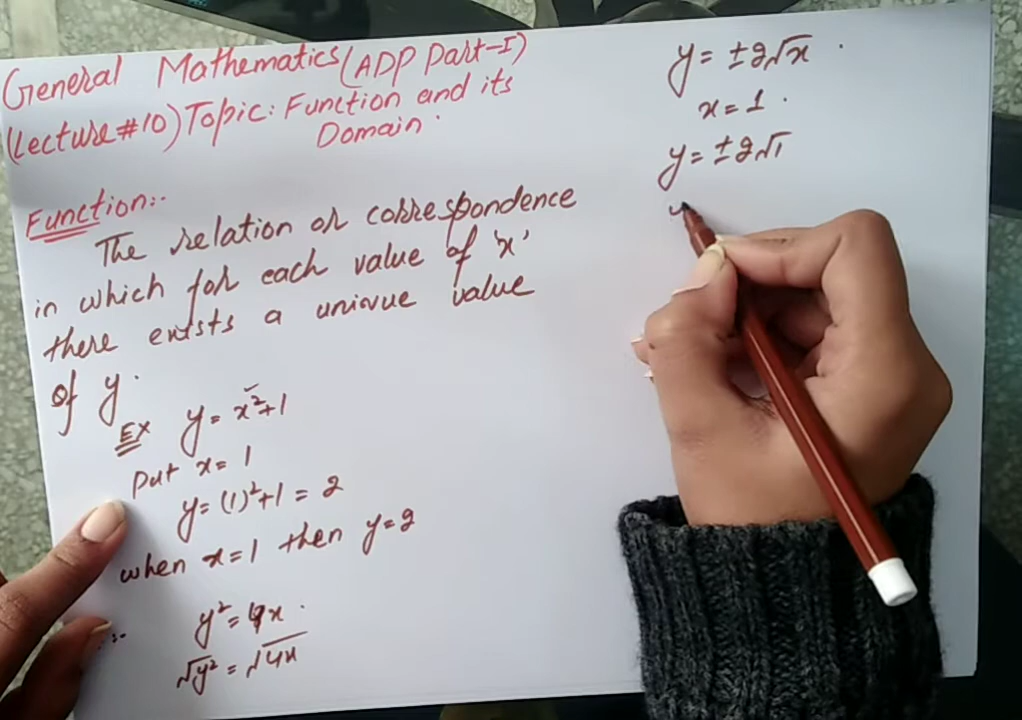 General Mathematics (ADP Part-I)
(Lecture #10) Topic: Function and its
Domain.
Function:-
The relation or correspondence
in which for each value of 'x'
there exists a unique value
of y.
Ex y = x²+1
Put x = 1
y = (1)²+1 = 2
when x=1 then y=2
y² = 4x.
√y² = √4x
y = ±2√x.
x = 1.
y = ±2√1